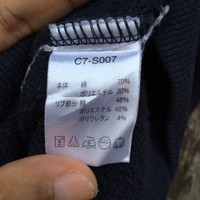 C7-S007
本体 綿 70%
ポリエステル 30%
リブ部分 綿 48%
ポリエステル 48%
ポリウレタン 4%